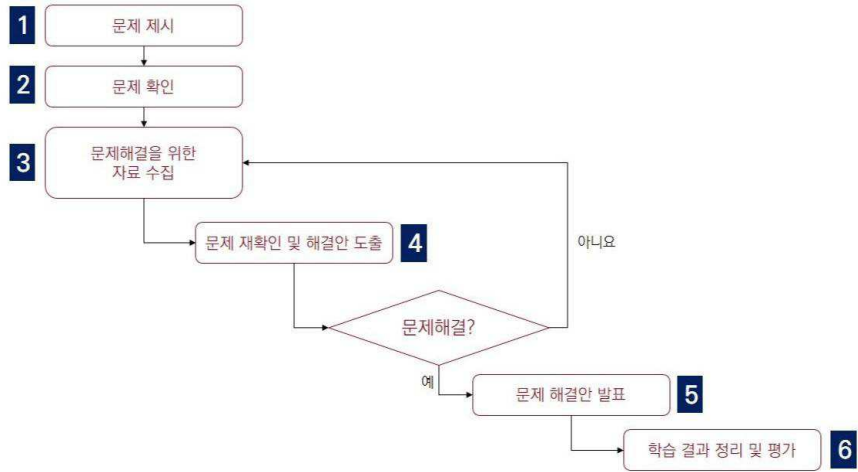 1
문제 제시
2
문제 확인
3
문제해결을 위한
자료 수집
문제 재확인 및 해결안 도출
4
아니요
문제해결?
예
문제 해결안 발표
5
학습 결과 정리 및 평가
6